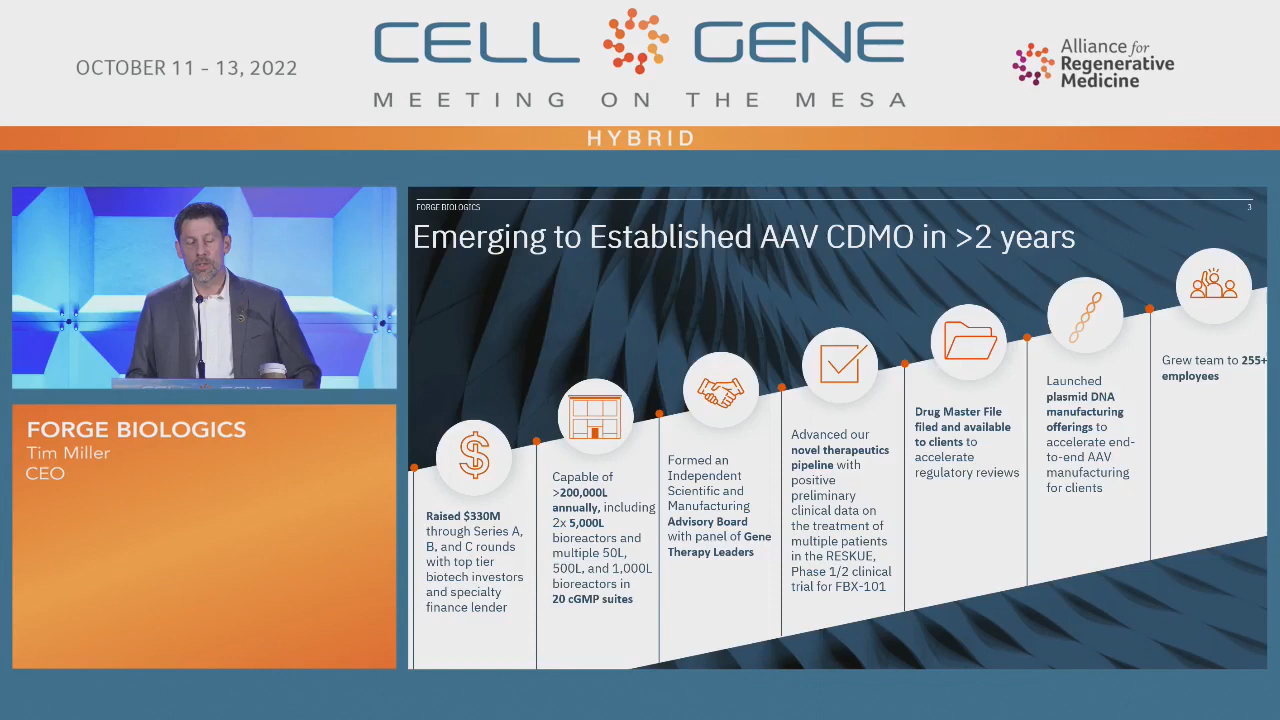 OCTOBER 11 - 13, 2022
CELL GENE
MEETING ON THE MESA
Alliance for
Regenerative
Medicine
HYBRID
FORGE BIOLOGICS
Tim Miller
CEO
FORGE BIOLOGICS
3
Emerging to Established AAV CDMO in >2 years
Raised $330M
through Series A,
B, and C rounds
with top tier
biotech investors
and specialty
finance lender
Capable of
>200,000L
annually, including
2x 5,000L
bioreactors and
multiple 50L,
500L, and 1,000L
bioreactors in
20 cGMP suites
Formed an
Independent
Scientific and
Manufacturing
Advisory Board
with panel of Gene
Therapy Leaders
Advanced our
novel therapeutics
pipeline with
positive
preliminary
clinical data on
the treatment of
multiple patients
in the RESKUE,
Phase 1/2 clinical
trial for FBX-101
Drug Master File
filed and available
to clients to
accelerate
regulatory reviews
Launched
plasmid DNA
manufacturing
offerings to
accelerate end-
to-end AAV
manufacturing
for clients
Grew team to 255+
employees